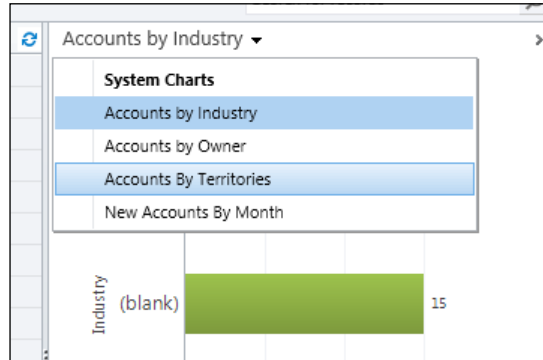 Accounts by Industry
System Charts
Accounts by Industry
Accounts by Owner
Accounts By Territories
New Accounts By Month
Industry
(blank)
15